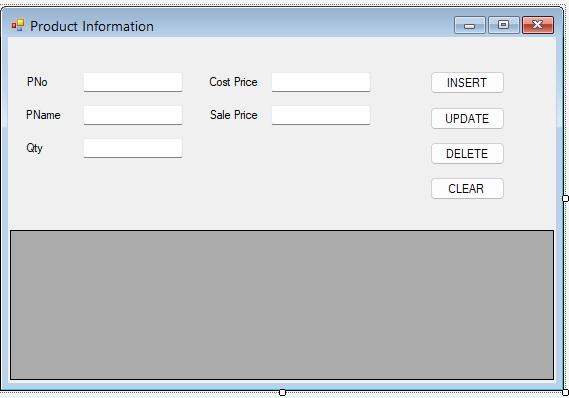 Product Information
PNo Cost Price INSERT
PName Sale Price UPDATE
Qty DELETE
CLEAR